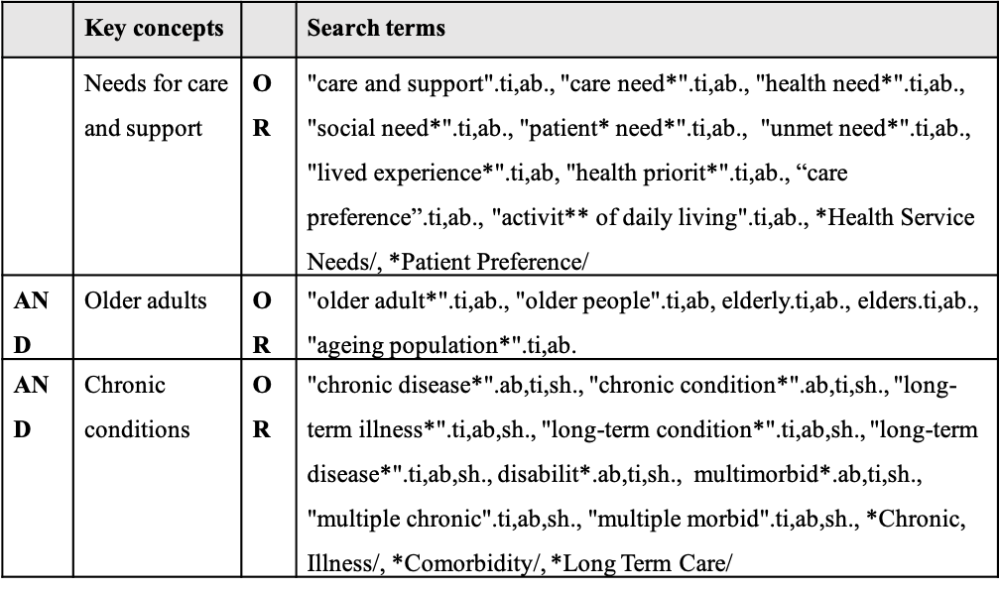 Key concepts Search terms
Needs for care O "care and support".ti,ab., "care need*".ti,ab., "health need*".ti,ab.,
and support R "social need*".ti,ab., "patient* need*".ti,ab., "unmet need*".ti,ab.,
"lived experience*".ti,ab, "health priorit*".ti,ab., “care
preference”.ti,ab., "activit** of daily living".ti,ab., *Health Service
Needs/, *Patient Preference/
AN Older adults O "older adult*".ti,ab., "older people".ti,ab, elderly.ti,ab., elders.ti,ab.,
D R "ageing population*".ti,ab.
AN Chronic O "chronic disease*".ab,ti,sh., "chronic condition*".ab,ti,sh., "long-
D conditions R term illness*".ti,ab,sh., "long-term condition*".ti,ab,sh., "long-term
disease*".ti,ab,sh., disabilit*.ab,ti,sh., multimorbid*.ab,ti,sh.,
"multiple chronic".ti,ab,sh., "multiple morbid".ti,ab,sh., *Chronic,
Illness/, *Comorbidity/, *Long Term Care/